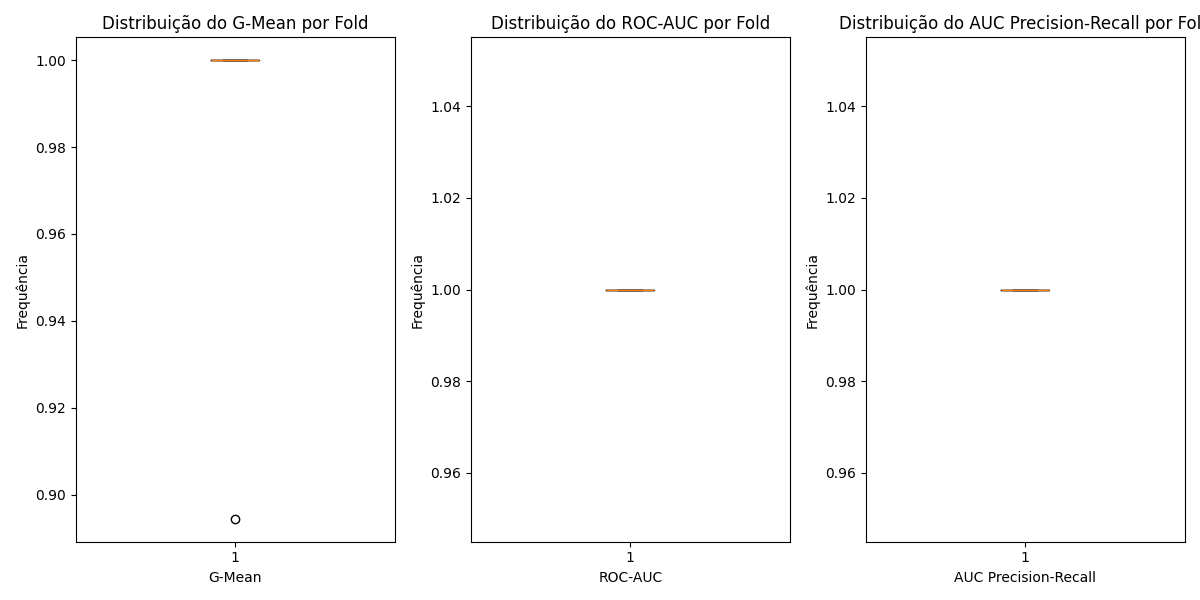 Distribuição do G-Mean por Fold
1.00
0.98
0.96
0.94
0.92
0.90
Frequência
1
G-Mean
Distribuição do ROC-AUC por Fold
1.04
1.02
1.00
0.98
0.96
Frequência
1
ROC-AUC
Distribuição do AUC Precision-Recall por Fol
1.04
1.02
1.00
0.98
0.96
Frequência
1
AUC Precision-Recall